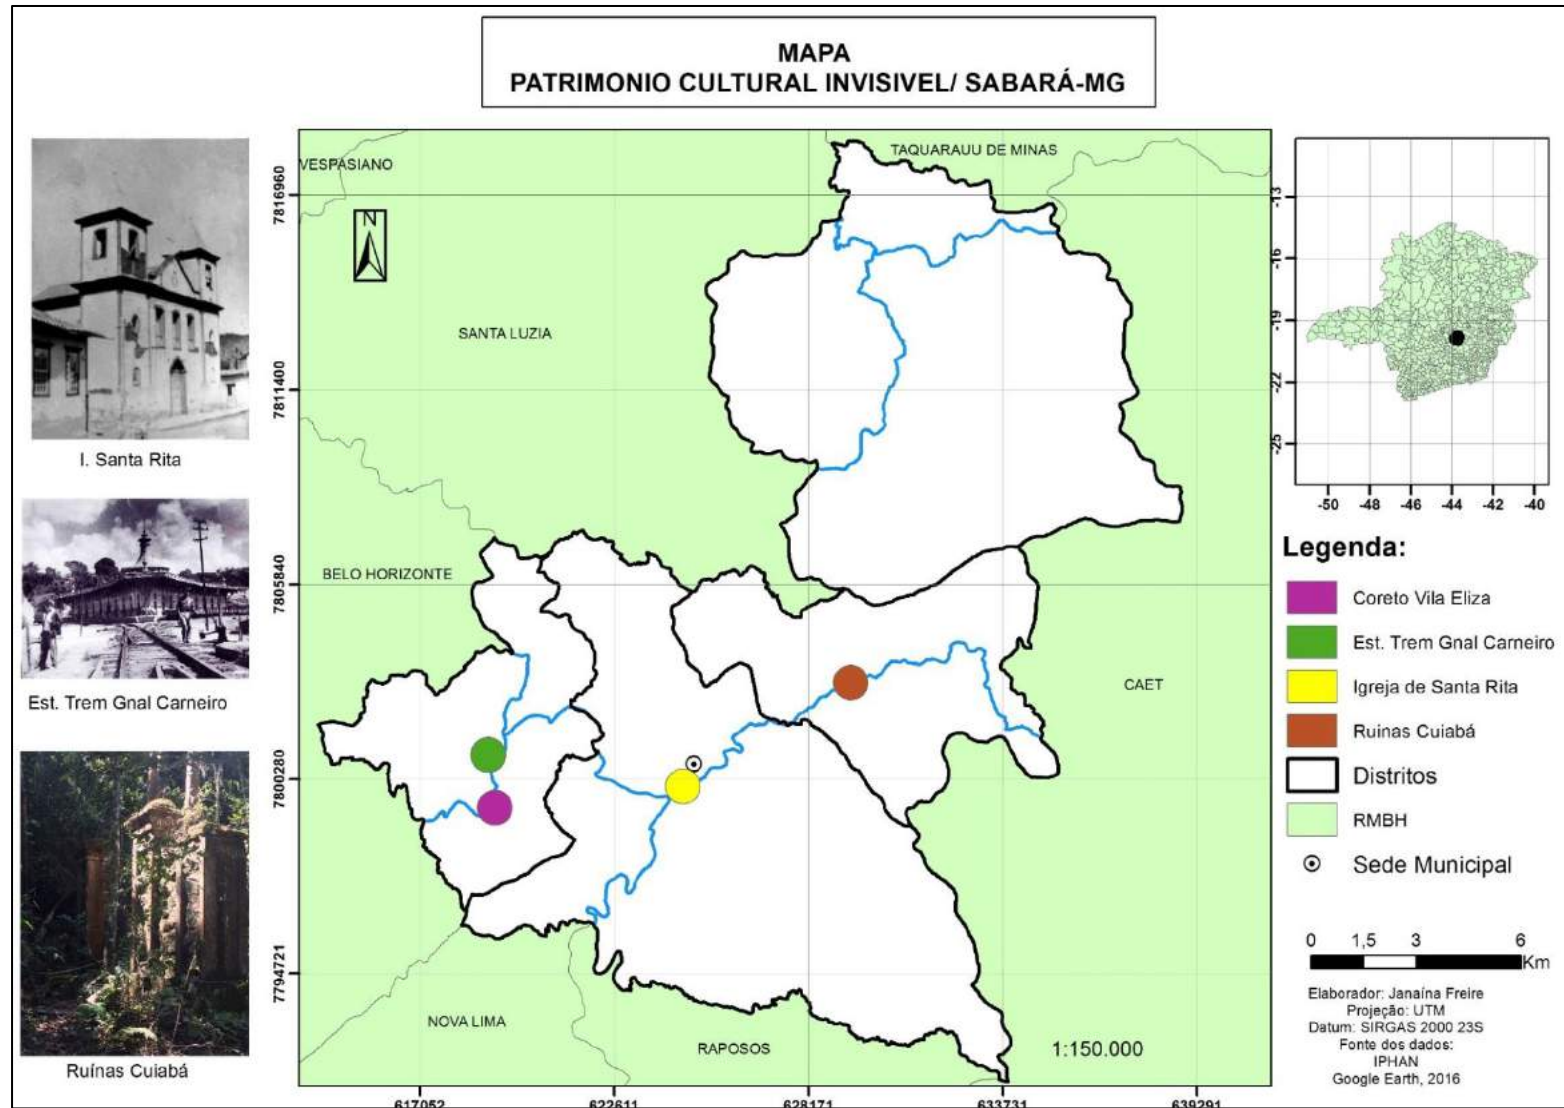 MAPA
PATRIMONIO CULTURAL INVISIVEL/ SABARÁ-MG
I. Santa Rita
Est. Trem Gnal Carneiro
Ruínas Cuiabá
VESPASIANO
TAQUARAUU DE MINAS
N
SANTA LUZIA
BELO HORIZONTE
CAET
NOVA LIMA
RAPOSOS
1:150.000
7816960
7811400
7805840
7800280
7794721
617052
622611
628171
633731
639291
-13
-16
-19
-22
-25
-50 -48 -46 -44 -42 -40
Legenda:
Coreto Vila Eliza
Est. Trem Gnal Carneiro
Igreja de Santa Rita
Ruinas Cuiabá
Distritos
RMBH
Sede Municipal
0 1,5 3 6
Km
Elaborador: Janaína Freire
Projeção: UTM
Datum: SIRGAS 2000 23S
Fonte dos dados:
IPHAN
Google Earth, 2016